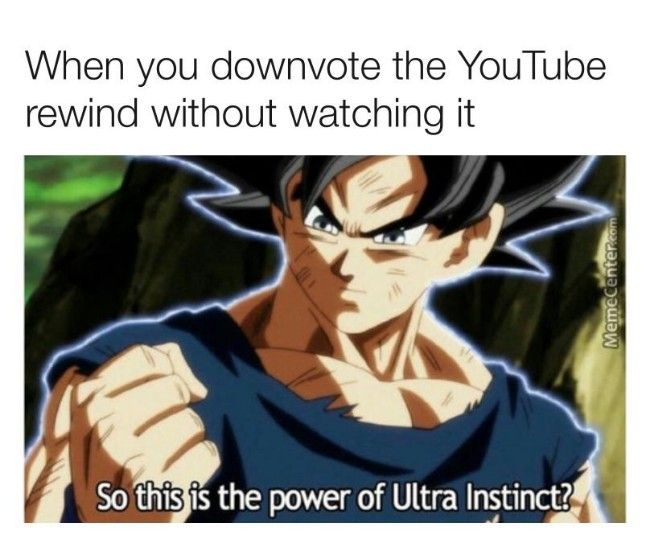 When you downvote the YouTube
rewind without watching it
MemeCenter.com
So this is the power of Ultra Instinct?